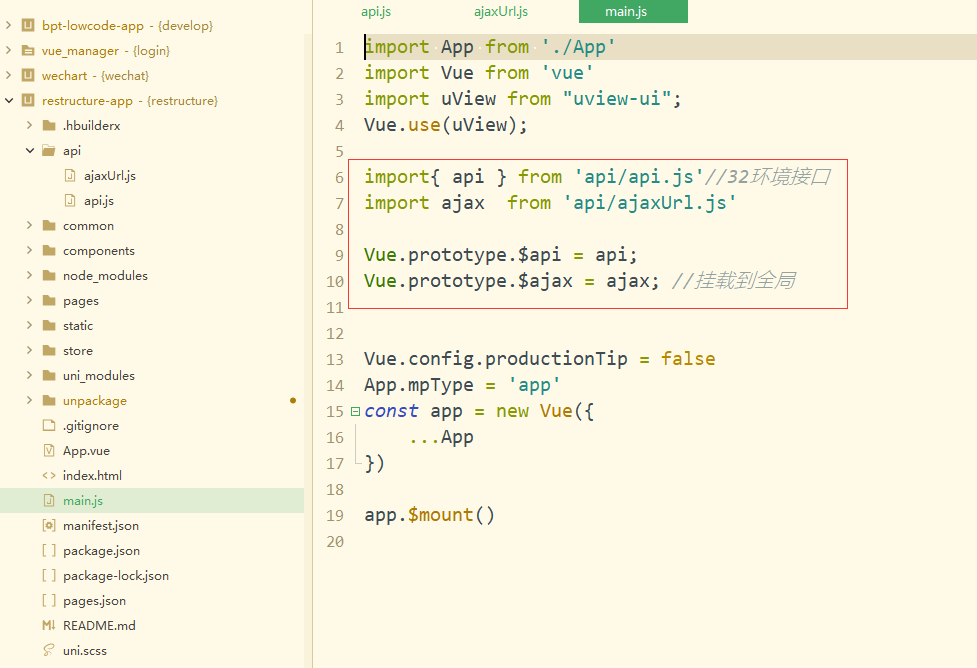 bpt-lowcode-app - {develop}
vue_manager - {login}
wechart - {wechat}
restructure-app - {restructure}
.hbuilderx
api
ajaxUrl.js
api.js
common
components
node_modules
pages
static
store
uni_modules
unpackage
.gitignore
App.vue
index.html
main.js
manifest.json
package.json
package-lock.json
pages.json
README.md
uni.scss
api.js
ajaxUrl.js
main.js
1 import App from './App'
2 import Vue from 'vue'
3 import uView from "uview-ui";
4 Vue.use(uView);
5
6 import{ api } from 'api/api.js'//32环境接口
7 import ajax  from 'api/ajaxUrl.js'
8
9 Vue.prototype.$api = api;
10 Vue.prototype.$ajax = ajax; //挂载到全局
11
12
13 Vue.config.productionTip = false
14 App.mpType = 'app'
15 const app = new Vue({
16     ...App
17 })
18
19 app.$mount()
20